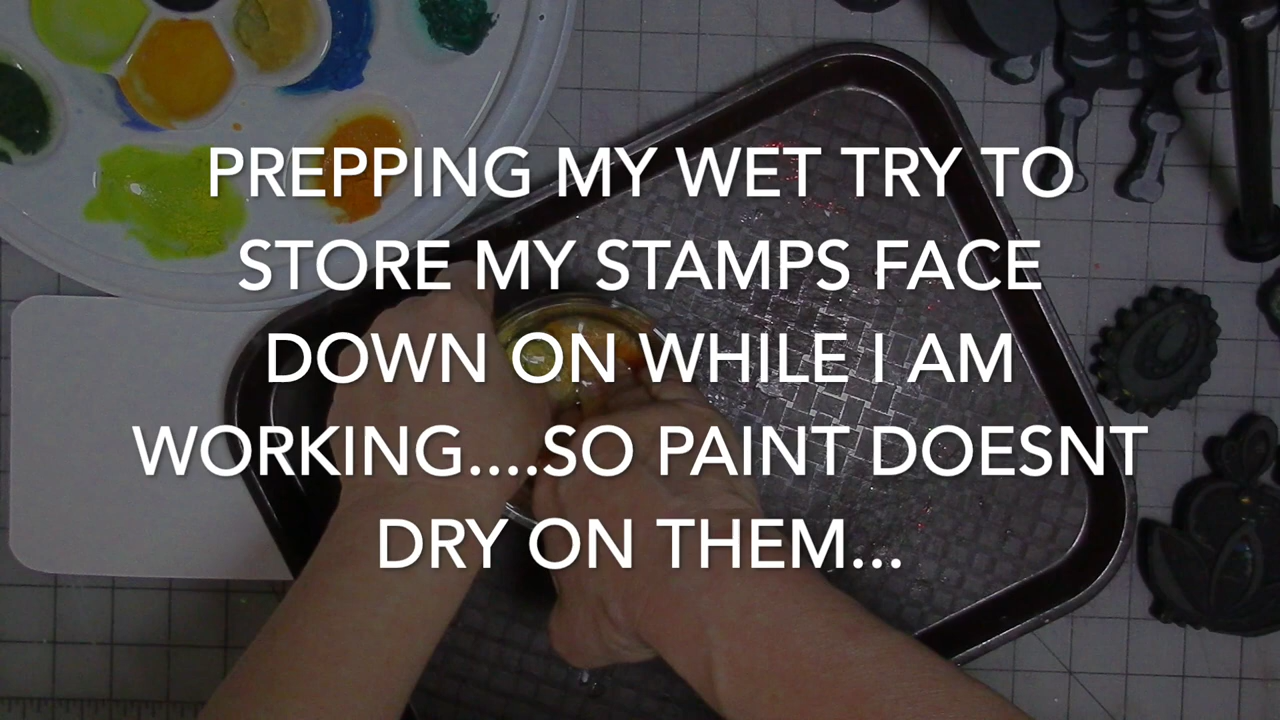 PREPPING MY WET TRY TO
STORE MY STAMPS FACE
DOWN ON WHILE I AM
WORKING....SO PAINT DOESNT
DRY ON THEM...